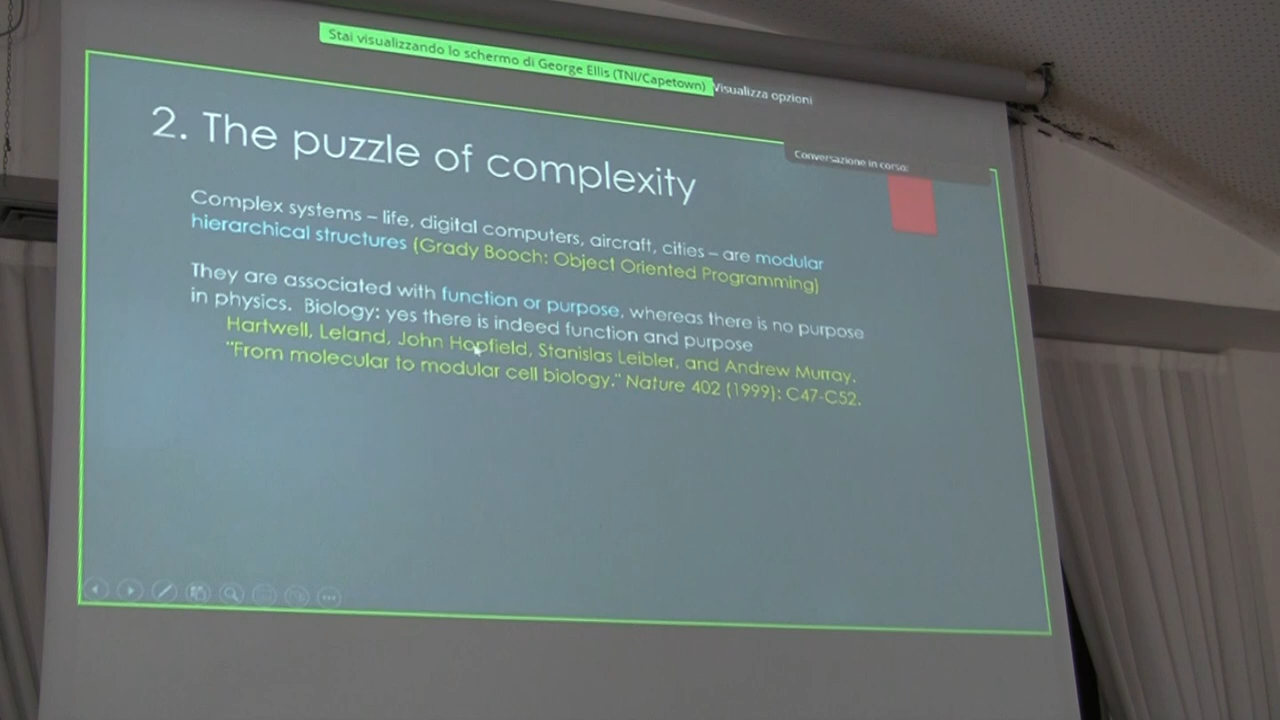 Stai visualizzando lo schermo di George Ellis (TNI/Capetown)
Visualizza opzioni
Conversazione in corso:
2. The puzzle of complexity
Complex systems – life, digital computers, aircraft, cities – are modular
hierarchical structures (Grady Booch: Object Oriented Programming)
They are associated with function or purpose, whereas there is no purpose
in physics. Biology: yes there is indeed function and purpose
Hartwell, Leland, John Hopfield, Stanislas Leibler, and Andrew Murray.
"From molecular to modular cell biology." Nature 402 (1999): C47-C52.